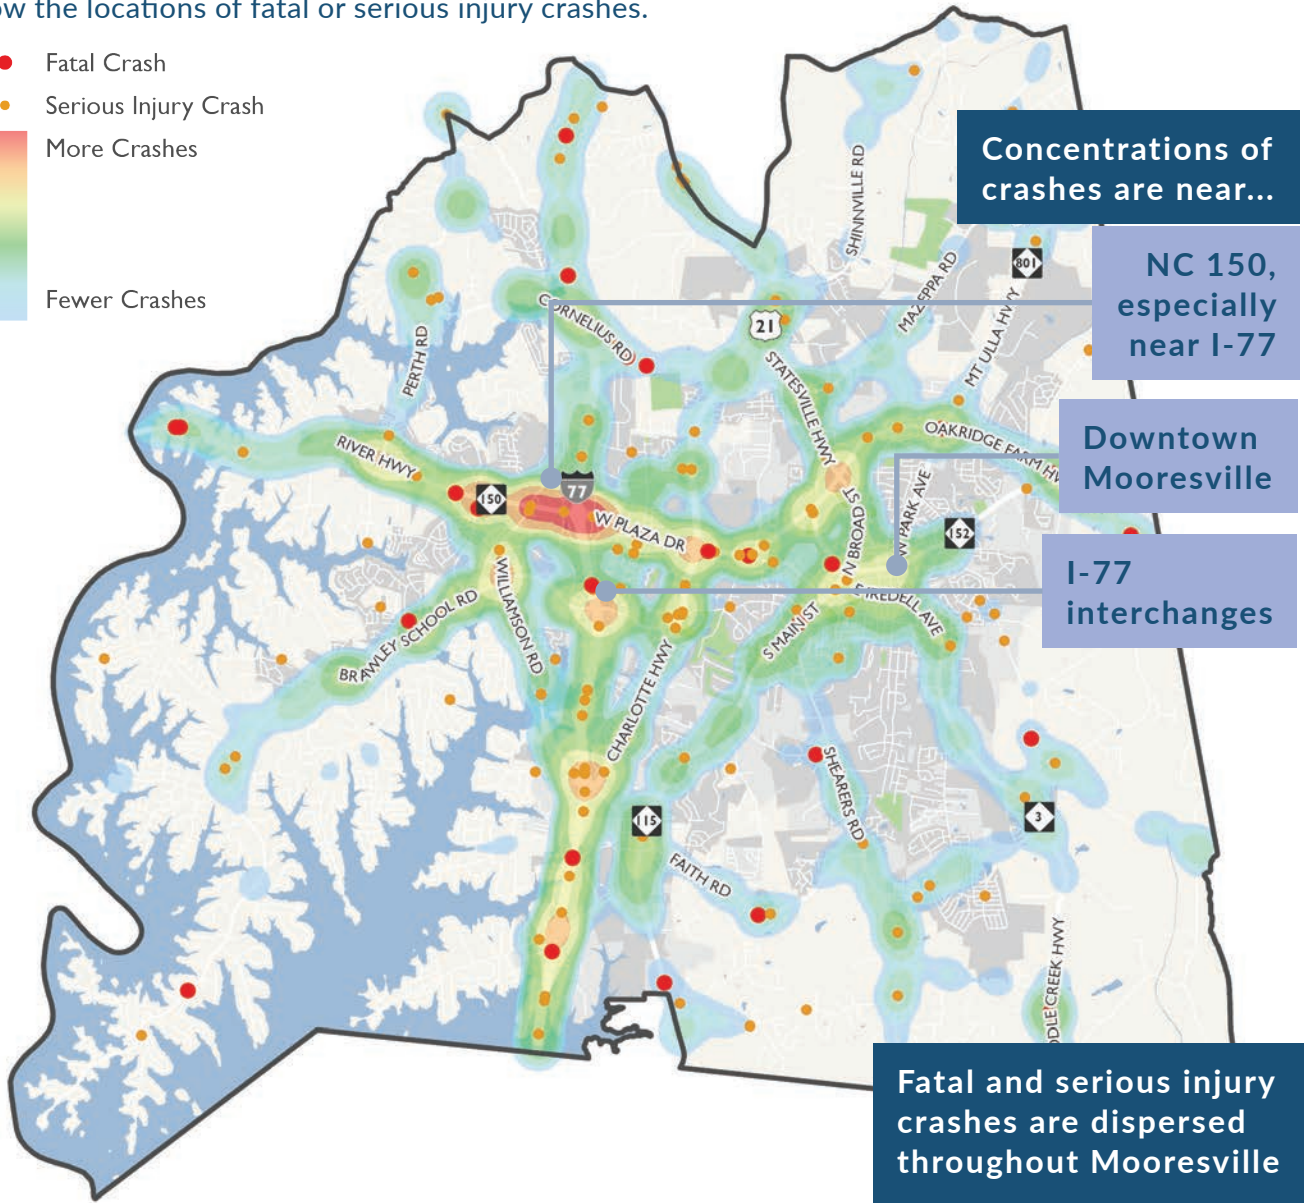 ow the locations of fatal or serious injury crashes.
Fatal Crash
Serious Injury Crash
More Crashes
Fewer Crashes
Concentrations of
crashes are near...
NC 150,
especially
near I-77
Downtown
Mooresville
I-77
interchanges
Fatal and serious injury
crashes are dispersed
throughout Mooresville
SHINNVILLE RD
801
MAZEPPA RD
MT ULLA HWY
21
CORNELIUS RD
PERTH RD
STATESVILLE HWY
OAKRIDGE FARM HW
RIVER HWY
150
77
W PLAZA DR
N BROAD ST
W PARK AVE
152
WILLIAMSON RD
BRAWLEY SCHOOL RD
E IREDELL AVE
S MAIN ST
CHARLOTTE HWY
SHEARERS RD
115
3
FAITH RD
DDLE CREEK HWY